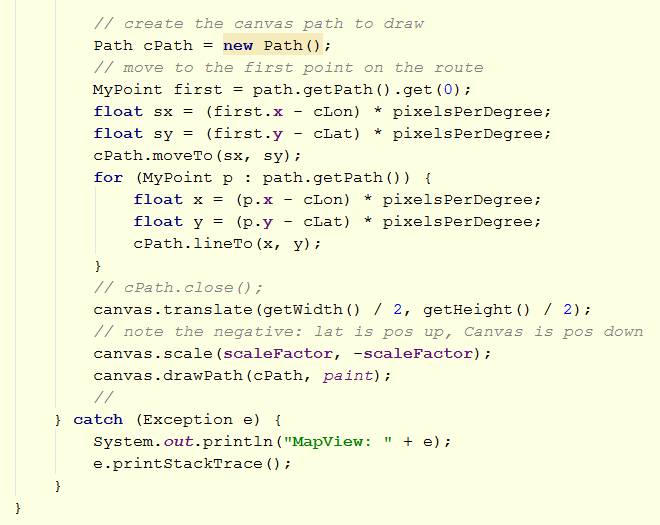 // create the canvas path to draw
Path cPath = new Path();
// move to the first point on the route
MyPoint first = path.getPath().get(0);
float sx = (first.x - cLon) * pixelsPerDegree;
float sy = (first.y - cLat) * pixelsPerDegree;
cPath.moveTo(sx, sy);
for (MyPoint p : path.getPath()) {
    float x = (p.x - cLon) * pixelsPerDegree;
    float y = (p.y - cLat) * pixelsPerDegree;
    cPath.lineTo(x, y);
}
// cPath.close();
canvas.translate(getWidth() / 2, getHeight() / 2);
// note the negative: lat is pos up, Canvas is pos down
canvas.scale(scaleFactor, -scaleFactor);
canvas.drawPath(cPath, paint);
//
} catch (Exception e) {
System.out.println("MapView: " + e);
e.printStackTrace();
}
}